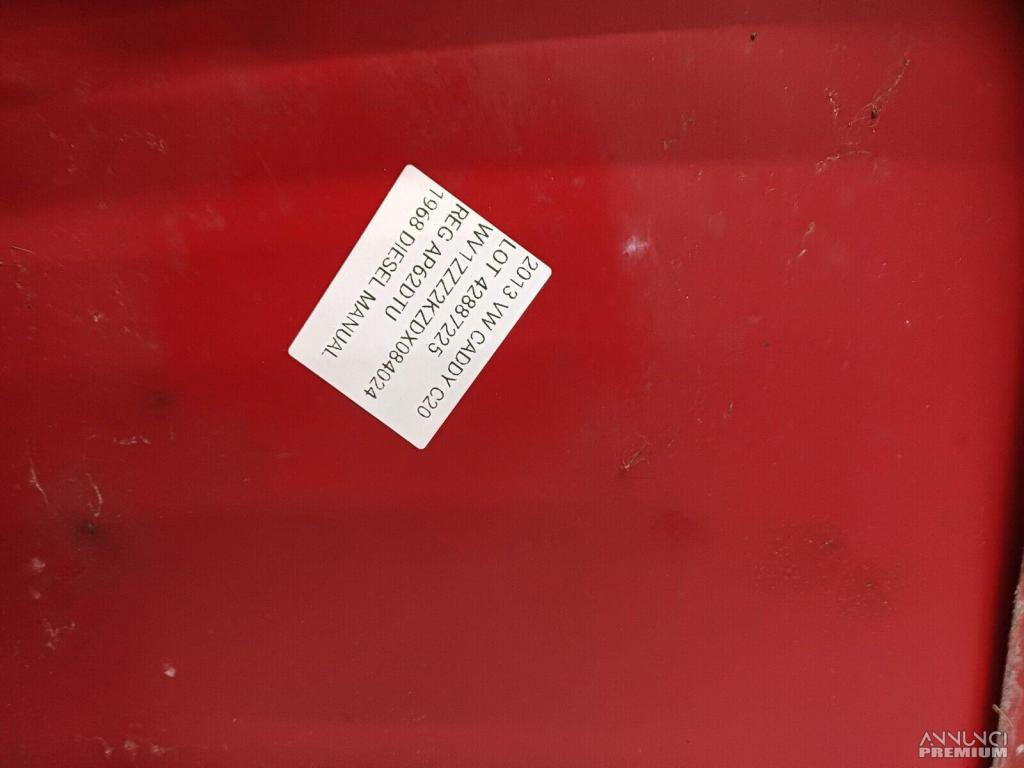 2013 VW CADDY C20
LOT 42887225
WV1ZZZ2KZDX084024
REG AP62DTU
1968 DIESEL MANUAL
ANNUNCI
PREMIUM